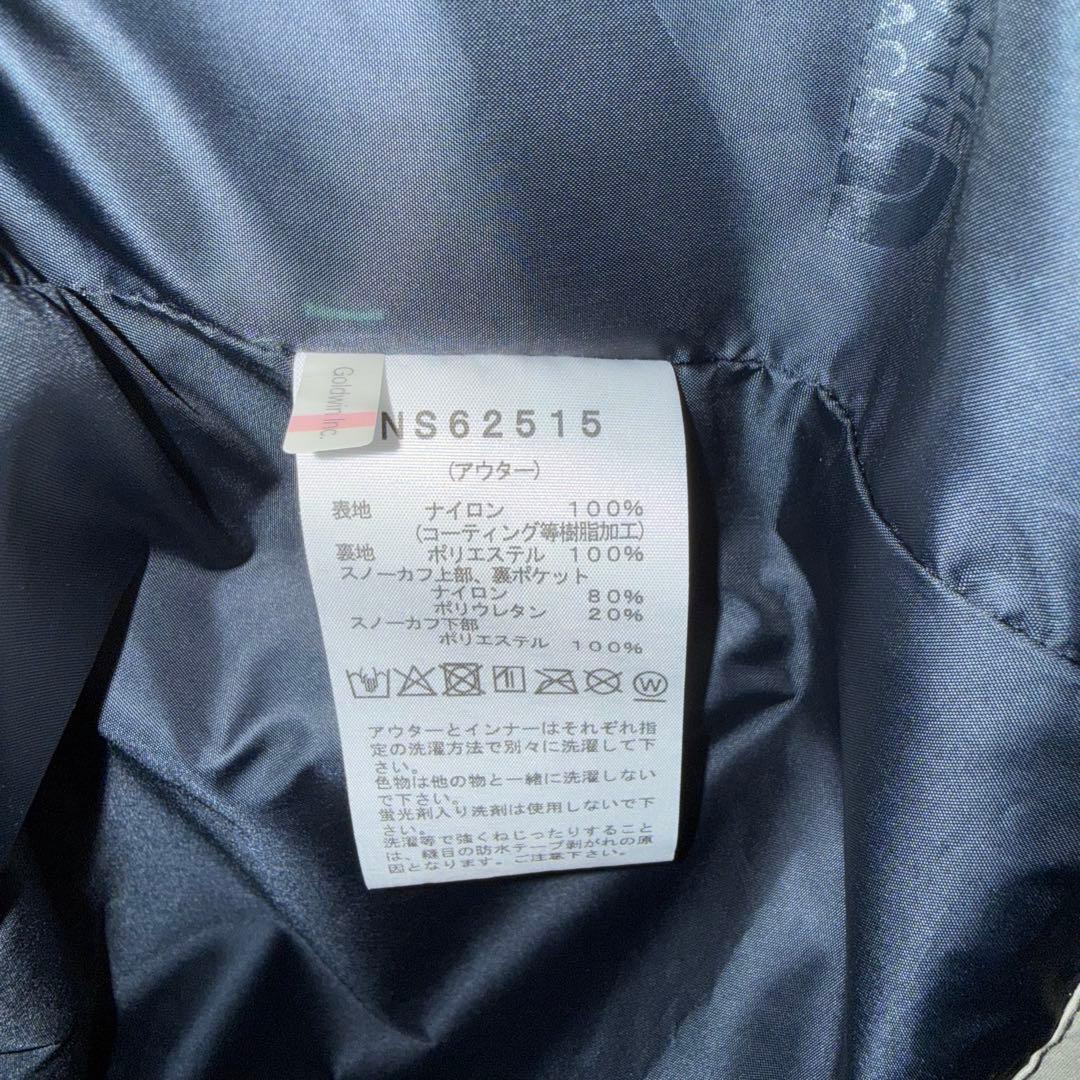 THE
NORTH
FACE
Goldwin Inc.
NS62515
(アウター)
表地 ナイロン 100%
(コーティング等樹脂加工)
裏地 ポリエステル 100%
スノーカフ上部、裏ポケット
ナイロン 80%
ポリウレタン 20%
スノーカフ下部
ポリエステル 100%
W
アウターとインナーはそれぞれ指
定の洗濯方法で別々に洗濯して下
さい。
色物は他の物と一緒に洗濯しない
で下さい。
蛍光剤入り洗剤は使用しないで下
さい。
洗濯等で強くねじったりすること
は、縫目の防水テープ剥がれの原
因となります。ご注意下さい。